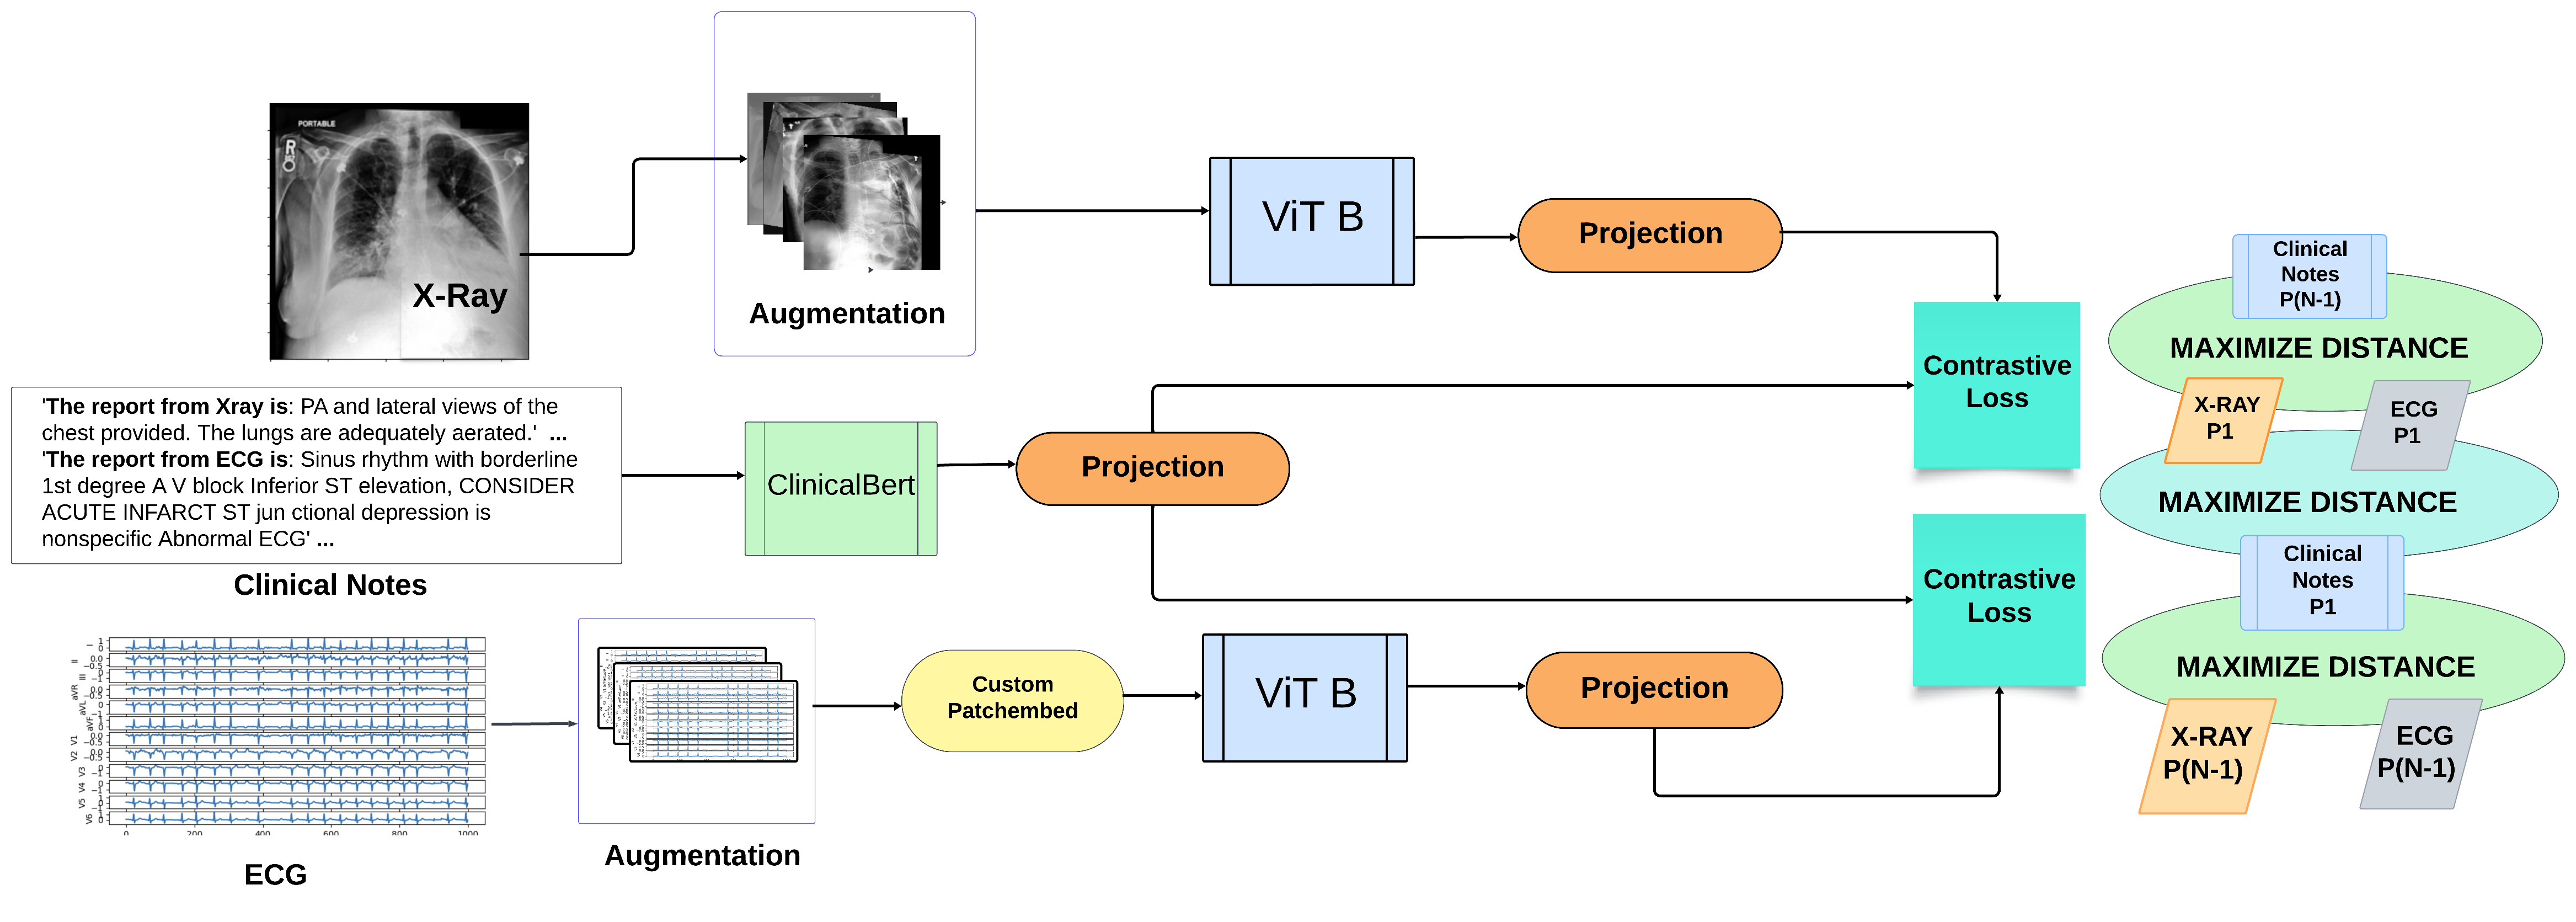 PORTABLE
R
X-Ray
Augmentation
ViT B
Projection
Contrastive
Loss
'The report from Xray is: PA and lateral views of the
chest provided. The lungs are adequately aerated.' ...
'The report from ECG is: Sinus rhythm with borderline
1st degree A V block Inferior ST elevation, CONSIDER
ACUTE INFARCT ST jun ctional depression is
nonspecific Abnormal ECG' ...
Clinical Notes
ClinicalBert
Projection
I
II
III
aVR
aVL
aVF
V1
V2
V3
V4
V5
V6
0 200 400 600 800 1000
ECG
Augmentation
Custom
Patchembed
ViT B
Projection
Contrastive
Loss
Clinical
Notes
P(N-1)
MAXIMIZE DISTANCE
X-RAY
P1
ECG
P1
MAXIMIZE DISTANCE
Clinical
Notes
P1
MAXIMIZE DISTANCE
X-RAY
P(N-1)
ECG
P(N-1)